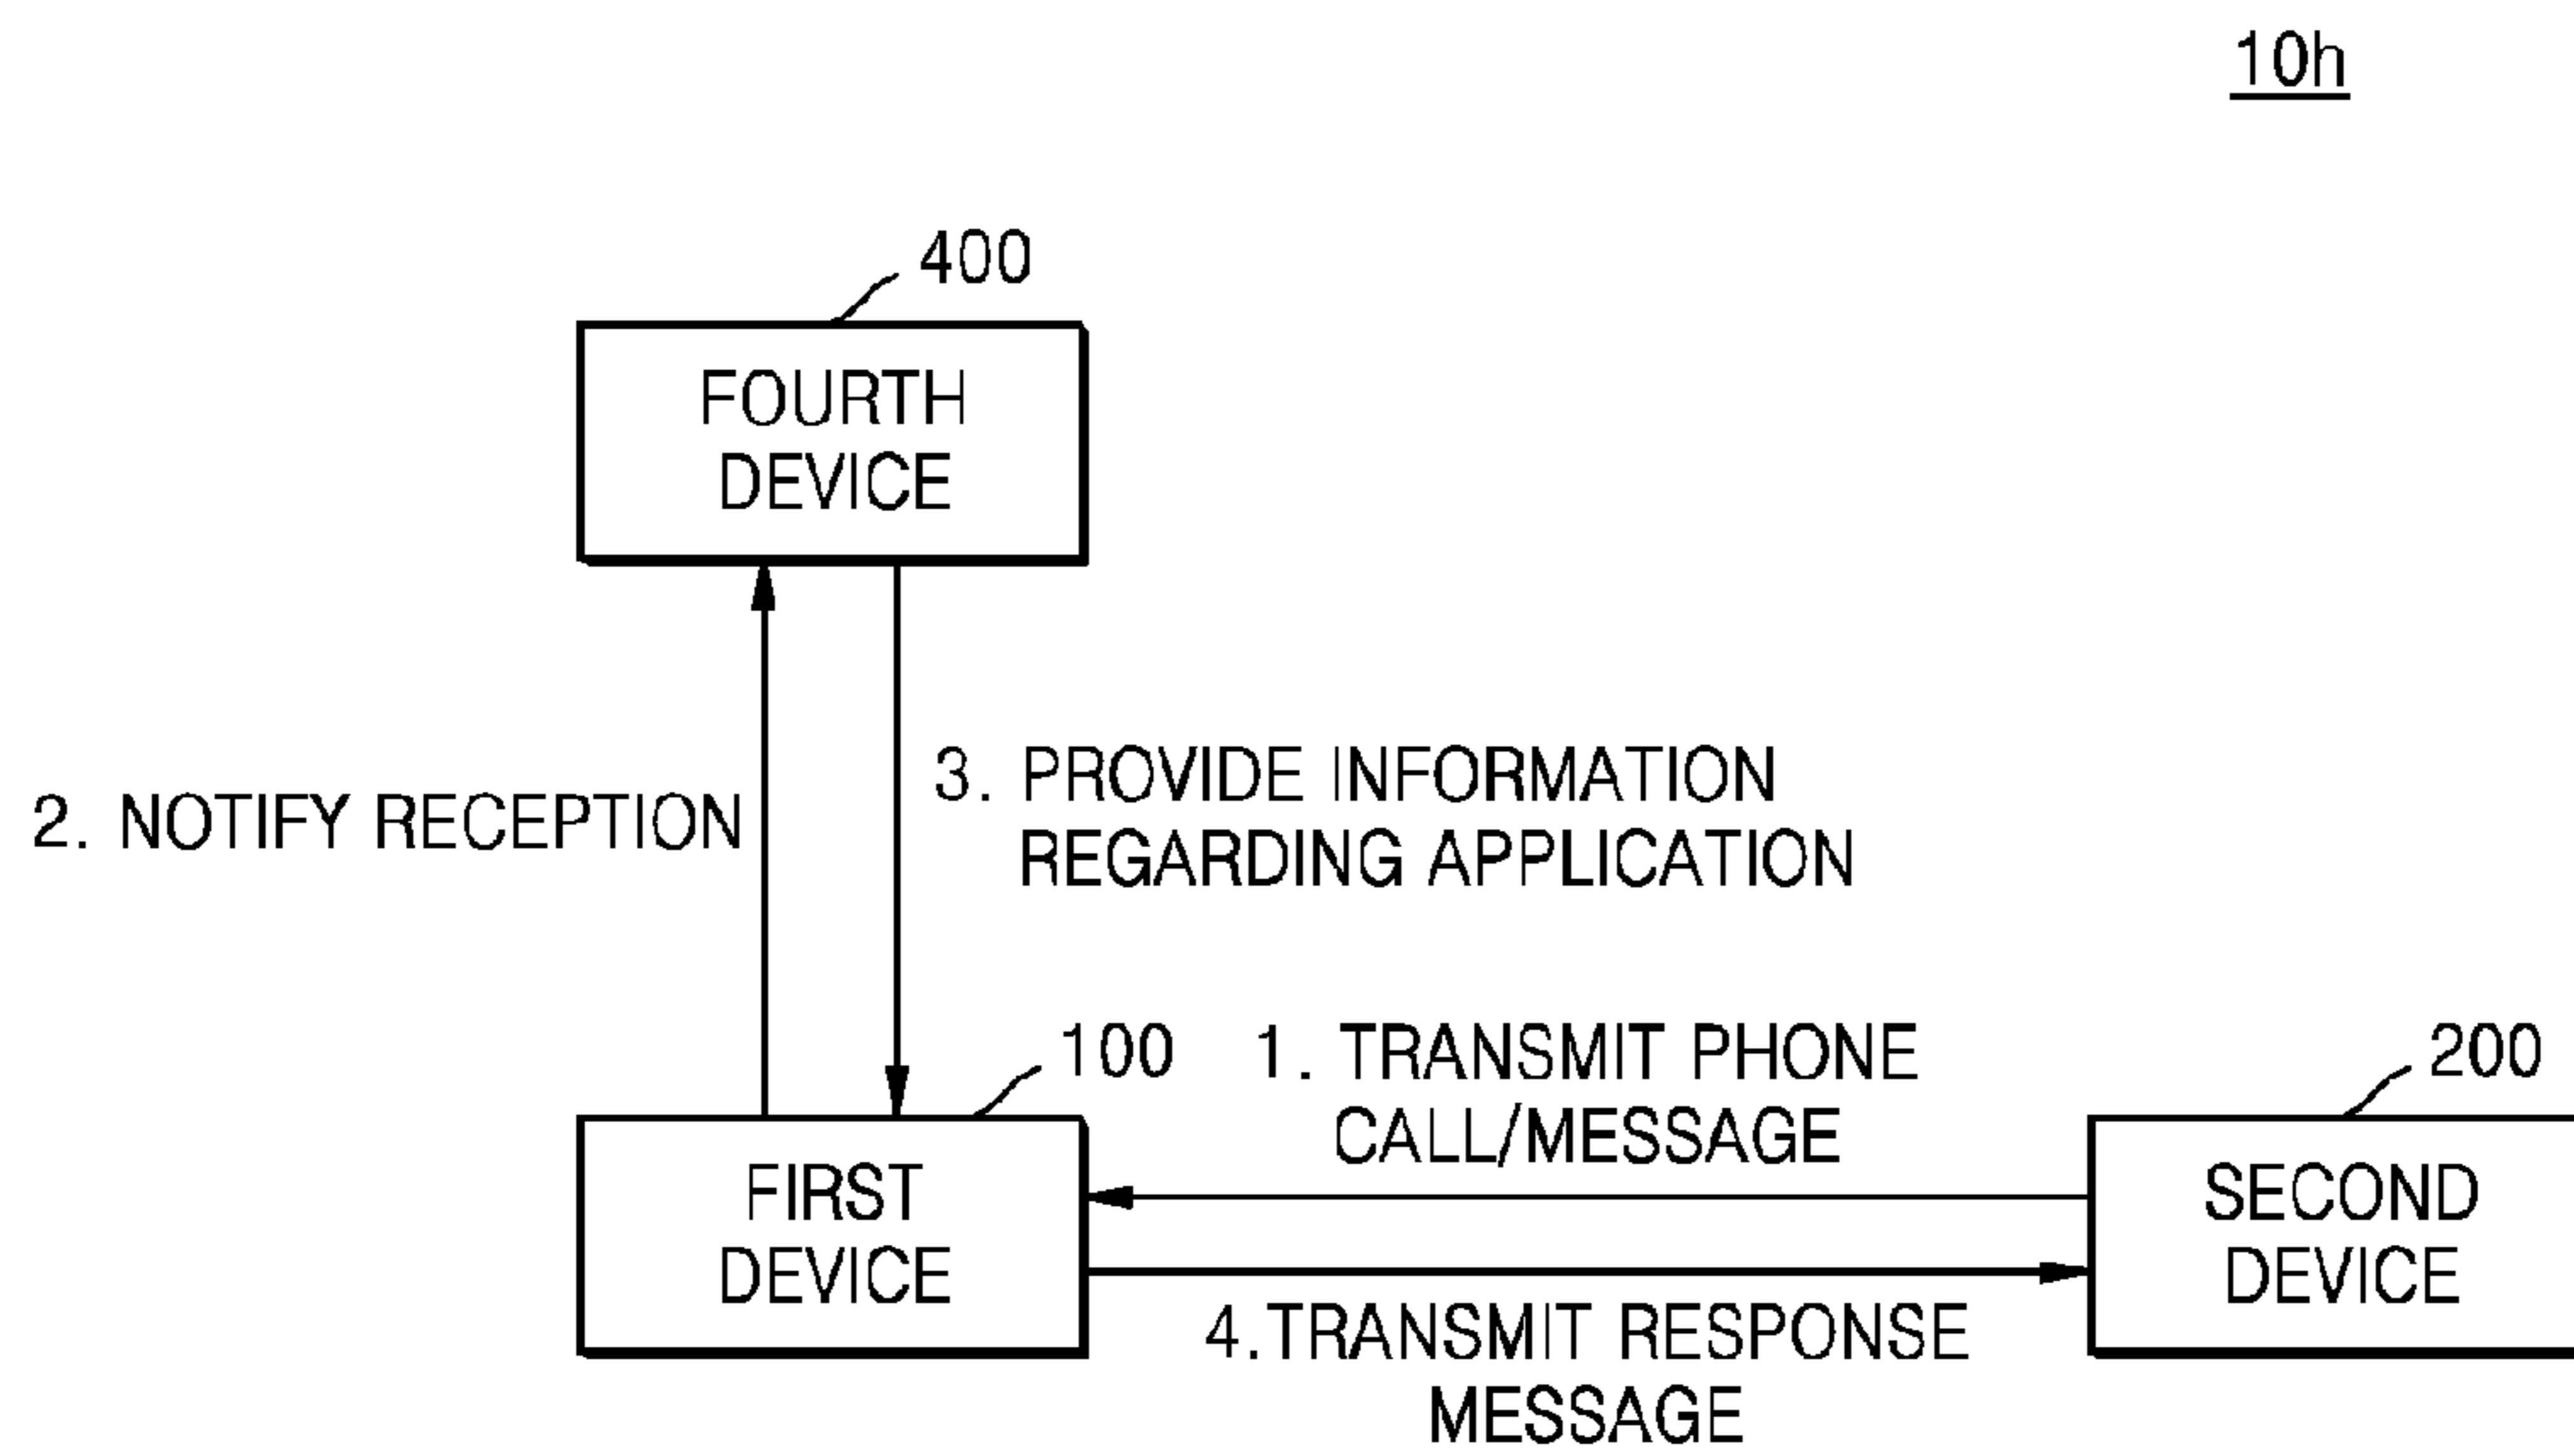 10h
400
FOURTH
DEVICE
2. NOTIFY RECEPTION
3. PROVIDE INFORMATION
REGARDING APPLICATION
100
1. TRANSMIT PHONE
CALL/MESSAGE
200
FIRST
DEVICE
SECOND
DEVICE
4.TRANSMIT RESPONSE
MESSAGE